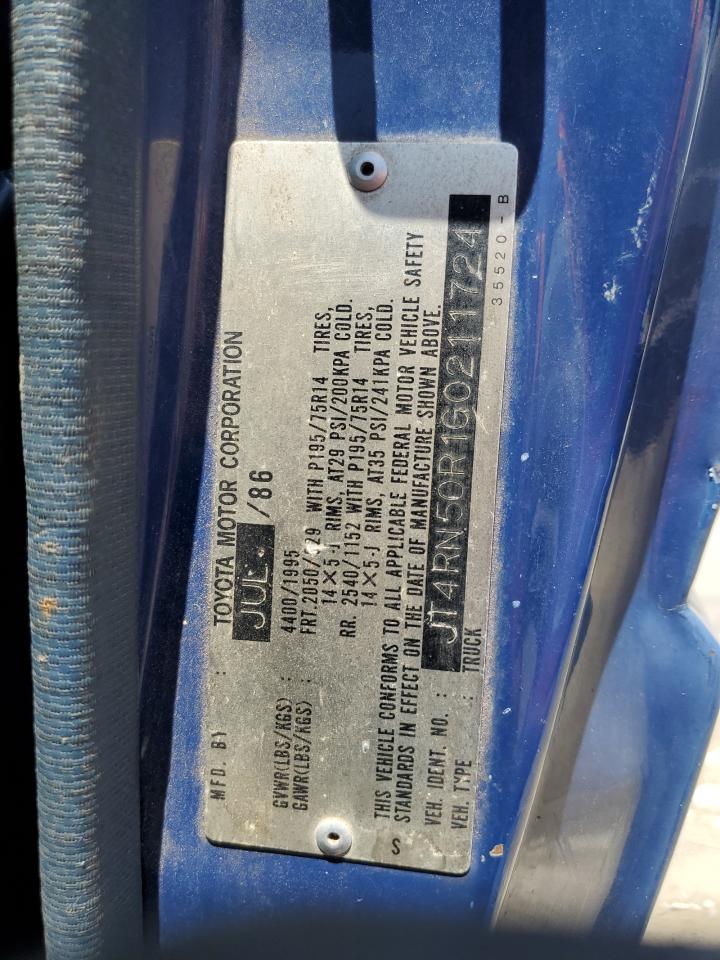 MFD. BY : TOYOTA MOTOR CORPORATION
JUL. /86
GVWR(LBS/KGS) : 4400/1995
GAWR(LBS/KGS) : FRT. 2050/929 WITH P195/75R14 TIRES,
14×5-J RIMS, AT29 PSI/200KPA COLD.
RR. 2540/1152 WITH P195/75R14 TIRES,
14×5-J RIMS, AT35 PSI/241KPA COLD.
THIS VEHICLE CONFORMS TO ALL APPLICABLE FEDERAL MOTOR VEHICLE SAFETY
STANDARDS IN EFFECT ON THE DATE OF MANUFACTURE SHOWN ABOVE.
VEH. IDENT. NO. : JT4RN50R1G0211724
VEH. TYPE : TRUCK
S
35520-B